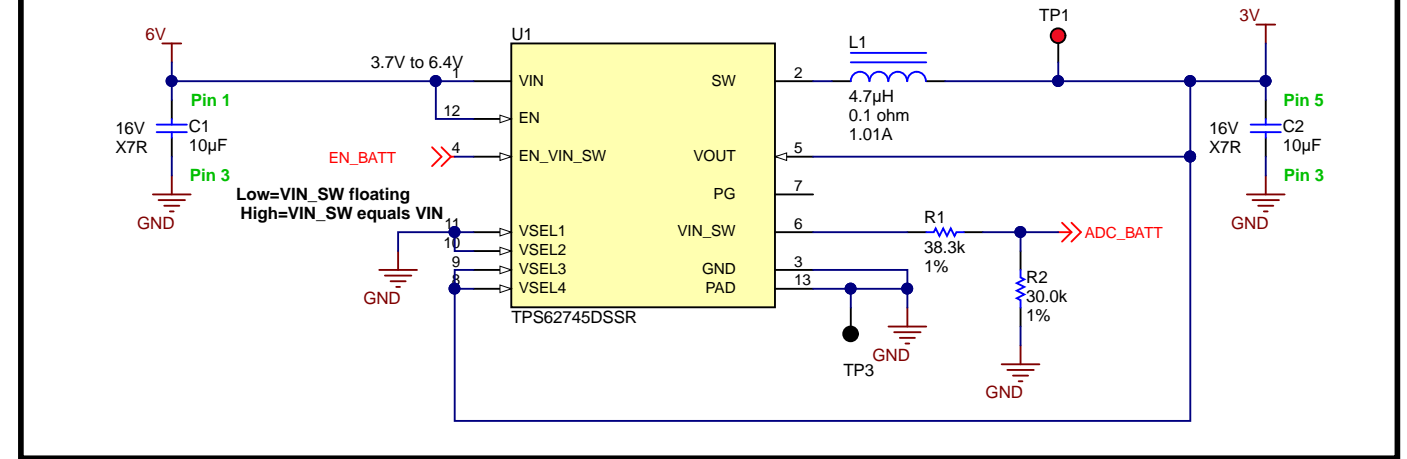 6V
3.7V to 6.4V
Pin 1
16V
X7R
C1
10µF
Pin 3
GND
EN_BATT
Low=VIN_SW floating
High=VIN_SW equals VIN
GND
U1
1
VIN
12
EN
4
EN_VIN_SW
11
VSEL1
10
VSEL2
9
VSEL3
8
VSEL4
SW
2
VOUT
5
PG
7
VIN_SW
6
GND
3
PAD
13
TPS62745DSSR
L1
4.7µH
0.1 ohm
1.01A
TP1
3V
Pin 5
16V
X7R
C2
10µF
Pin 3
GND
R1
38.3k
1%
ADC_BATT
R2
30.0k
1%
GND
TP3
GND